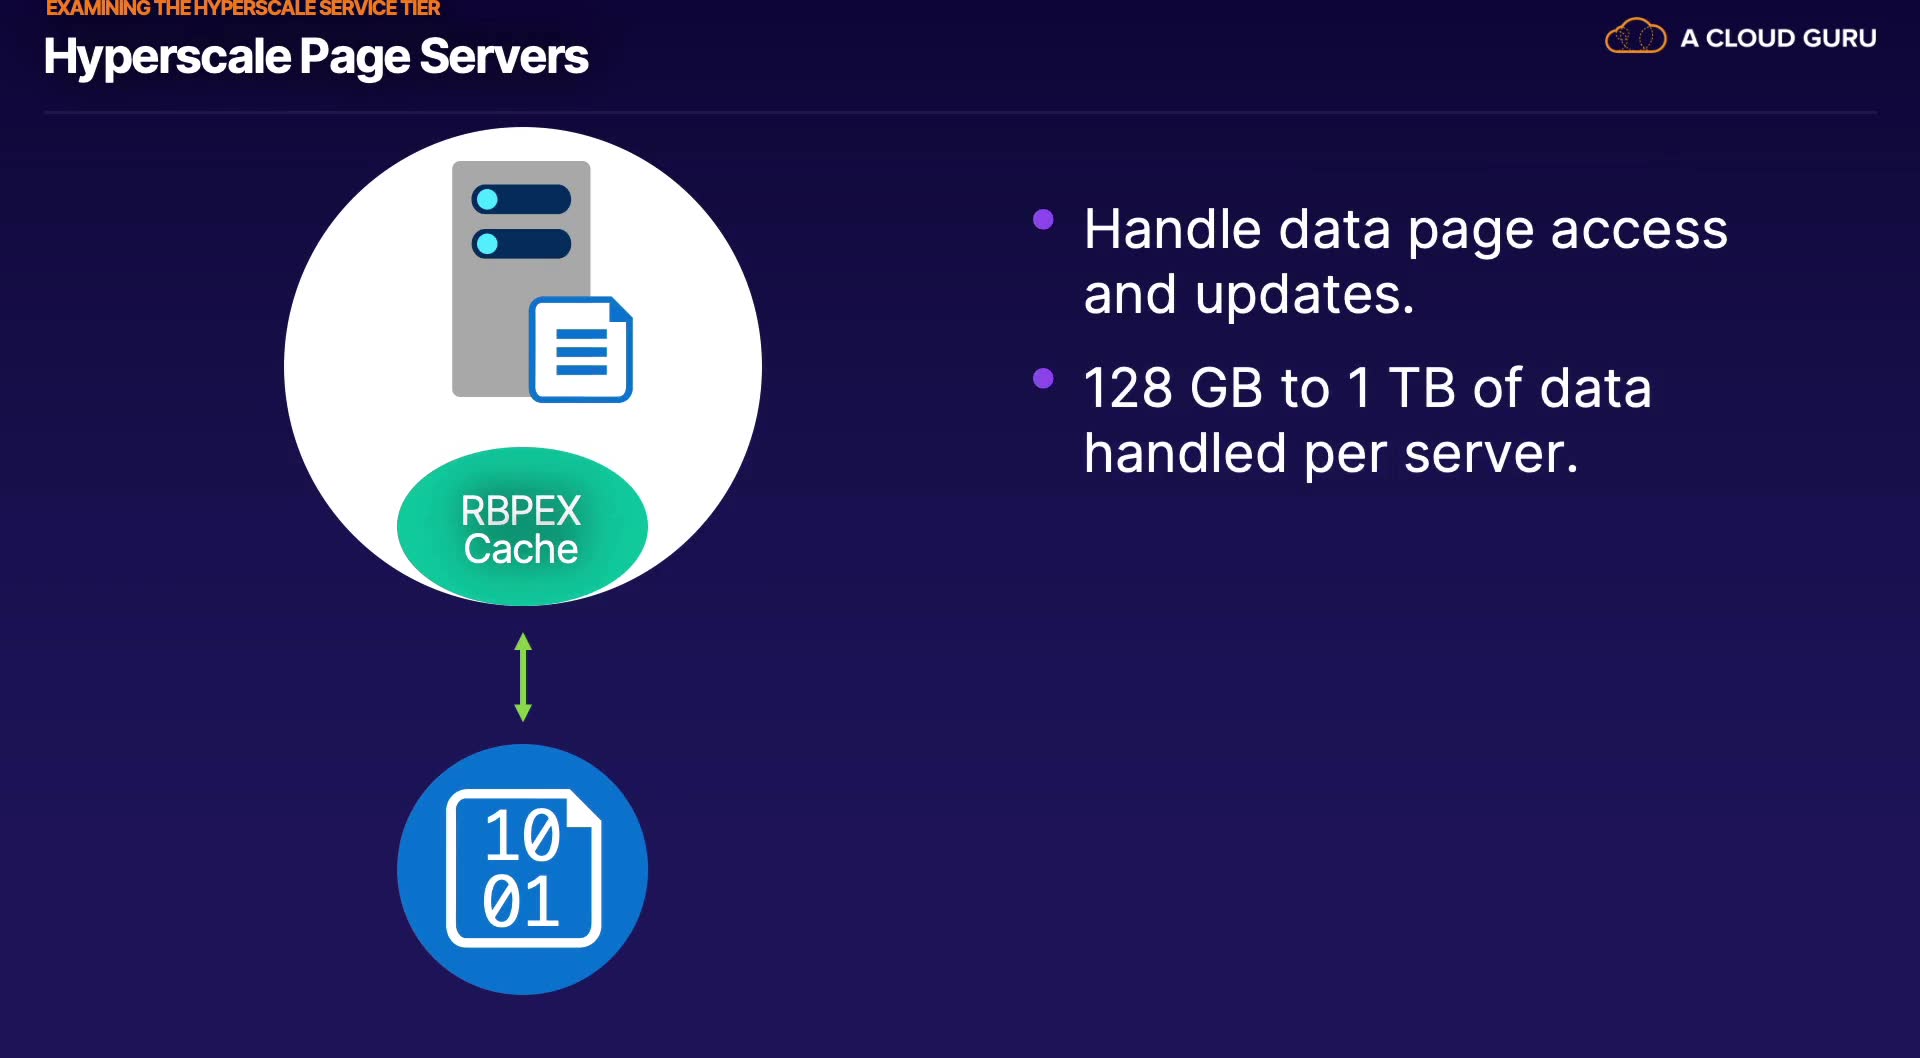 EXAMINING THE HYPERSCALE SERVICE TIER
Hyperscale Page Servers
A CLOUD GURU
Handle data page access
and updates.
128 GB to 1 TB of data
handled per server.
RBPEX
Cache
10
01